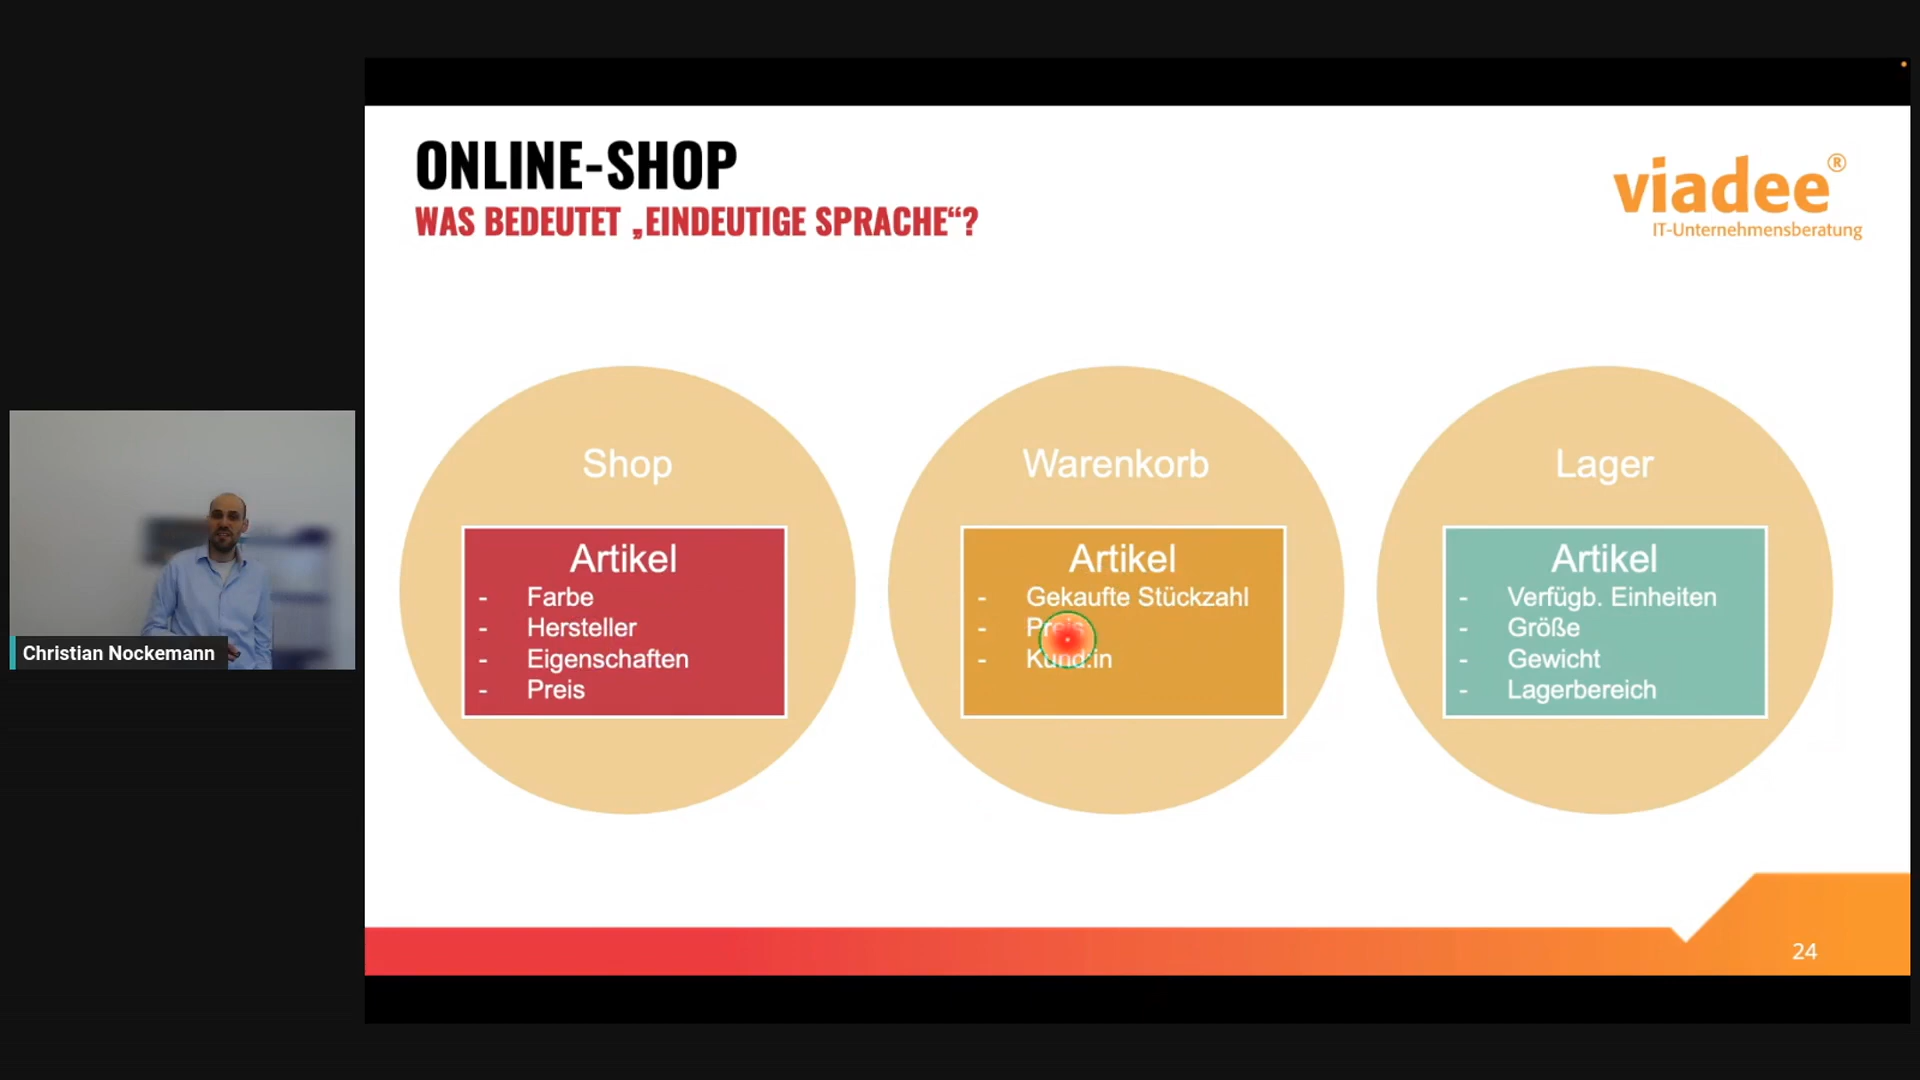 ONLINE-SHOP
WAS BEDEUTET „EINDEUTIGE SPRACHE“?
viadee®
IT-Unternehmensberatung
Shop
Artikel
- Farbe
- Hersteller
- Eigenschaften
- Preis
Warenkorb
Artikel
- Gekaufte Stückzahl
- Preis
- Kund:in
Lager
Artikel
- Verfügb. Einheiten
- Größe
- Gewicht
- Lagerbereich
Christian Nockemann
24